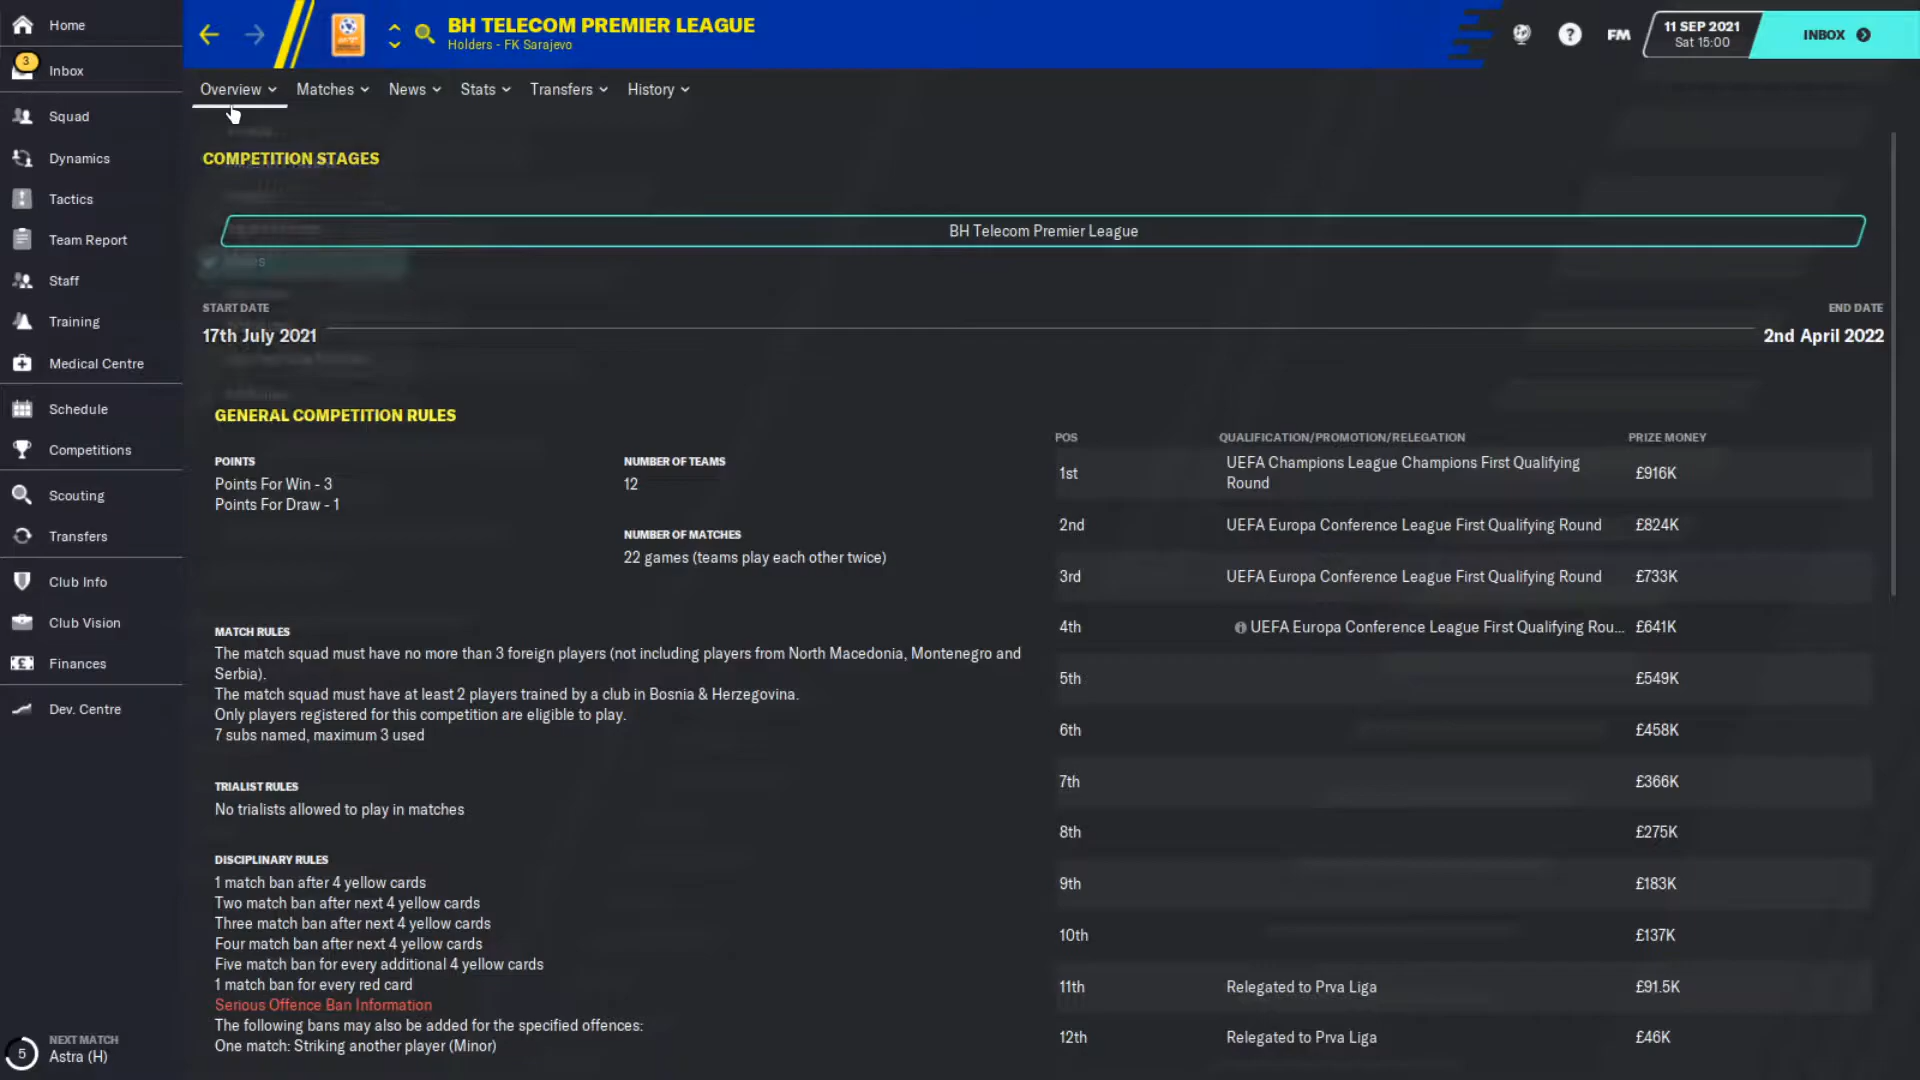 Home
3
Inbox
Squad
Dynamics
Tactics
Team Report
Staff
Training
Medical Centre
Schedule
Competitions
Scouting
Transfers
Club Info
Club Vision
Finances
Dev. Centre
5
NEXT MATCH
Astra (H)
BH TELECOM PREMIER LEAGUE
Holders - FK Sarajevo
?
FM
11 SEP 2021
Sat 15:00
INBOX
Overview
Matches
News
Stats
Transfers
History
COMPETITION STAGES
BH Telecom Premier League
START DATE
17th July 2021
END DATE
2nd April 2022
GENERAL COMPETITION RULES
POINTS
Points For Win - 3
Points For Draw - 1
NUMBER OF TEAMS
12
NUMBER OF MATCHES
22 games (teams play each other twice)
MATCH RULES
The match squad must have no more than 3 foreign players (not including players from North Macedonia, Montenegro and
Serbia).
The match squad must have at least 2 players trained by a club in Bosnia & Herzegovina.
Only players registered for this competition are eligible to play.
7 subs named, maximum 3 used
TRIALIST RULES
No trialists allowed to play in matches
DISCIPLINARY RULES
1 match ban after 4 yellow cards
Two match ban after next 4 yellow cards
Three match ban after next 4 yellow cards
Four match ban after next 4 yellow cards
Five match ban for every additional 4 yellow cards
1 match ban for every red card
Serious Offence Ban Information
The following bans may also be added for the specified offences:
One match: Striking another player (Minor)
POS QUALIFICATION/PROMOTION/RELEGATION PRIZE MONEY
1st UEFA Champions League Champions First Qualifying Round £916K
2nd UEFA Europa Conference League First Qualifying Round £824K
3rd UEFA Europa Conference League First Qualifying Round £733K
4th UEFA Europa Conference League First Qualifying Rou... £641K
5th £549K
6th £458K
7th £366K
8th £275K
9th £183K
10th £137K
11th Relegated to Prva Liga £91.5K
12th Relegated to Prva Liga £46K